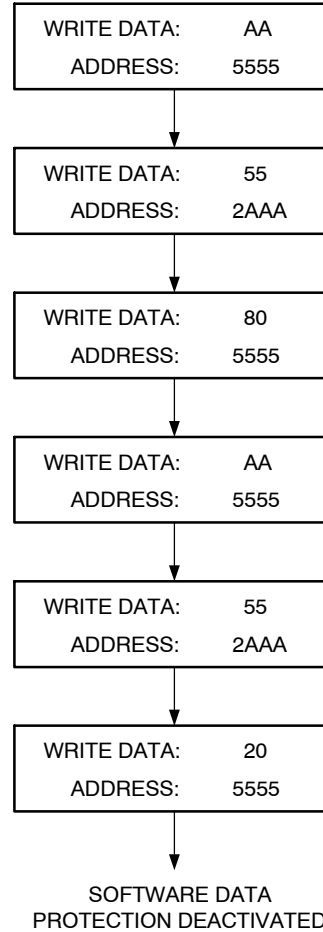 WRITE DATA: AA
ADDRESS: 5555
WRITE DATA: 55
ADDRESS: 2AAA
WRITE DATA: 80
ADDRESS: 5555
WRITE DATA: AA
ADDRESS: 5555
WRITE DATA: 55
ADDRESS: 2AAA
WRITE DATA: 20
ADDRESS: 5555
SOFTWARE DATA
PROTECTION DEACTIVATED